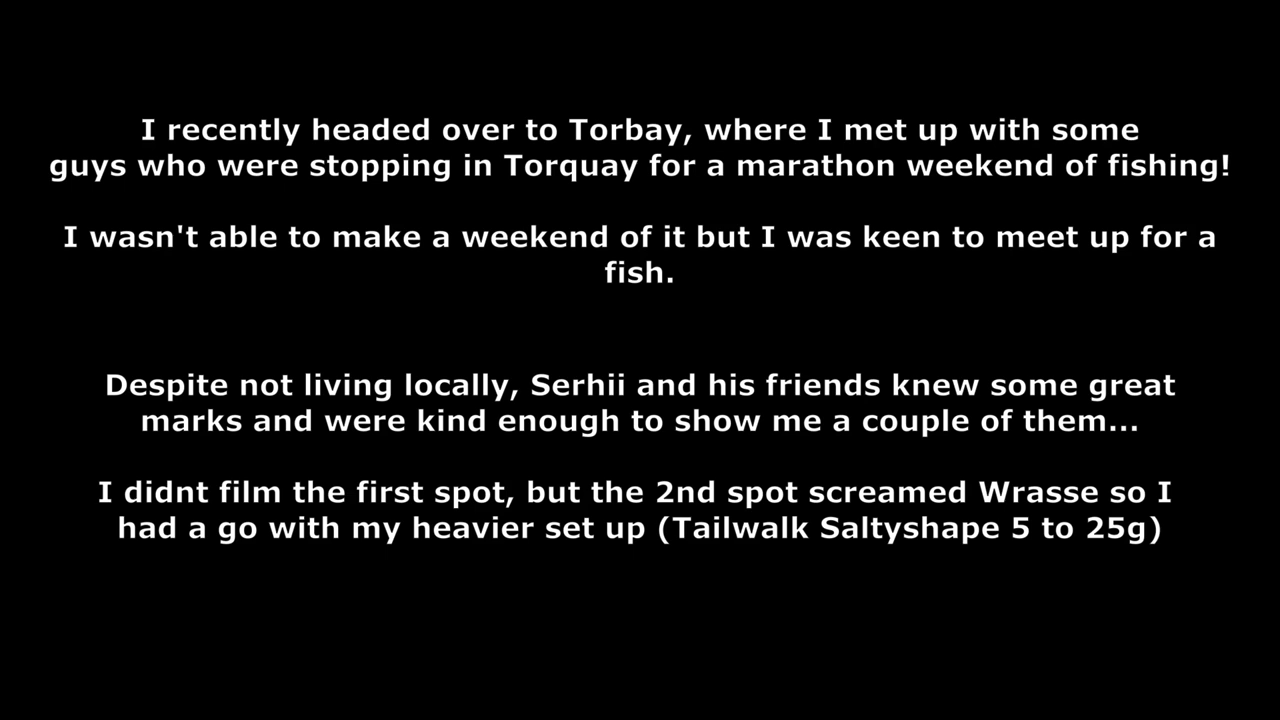 I recently headed over to Torbay, where I met up with some
guys who were stopping in Torquay for a marathon weekend of fishing!
I wasn't able to make a weekend of it but I was keen to meet up for a
fish.
Despite not living locally, Serhii and his friends knew some great
marks and were kind enough to show me a couple of them...
I didnt film the first spot, but the 2nd spot screamed Wrasse so I
had a go with my heavier set up (Tailwalk Saltyshape 5 to 25g)